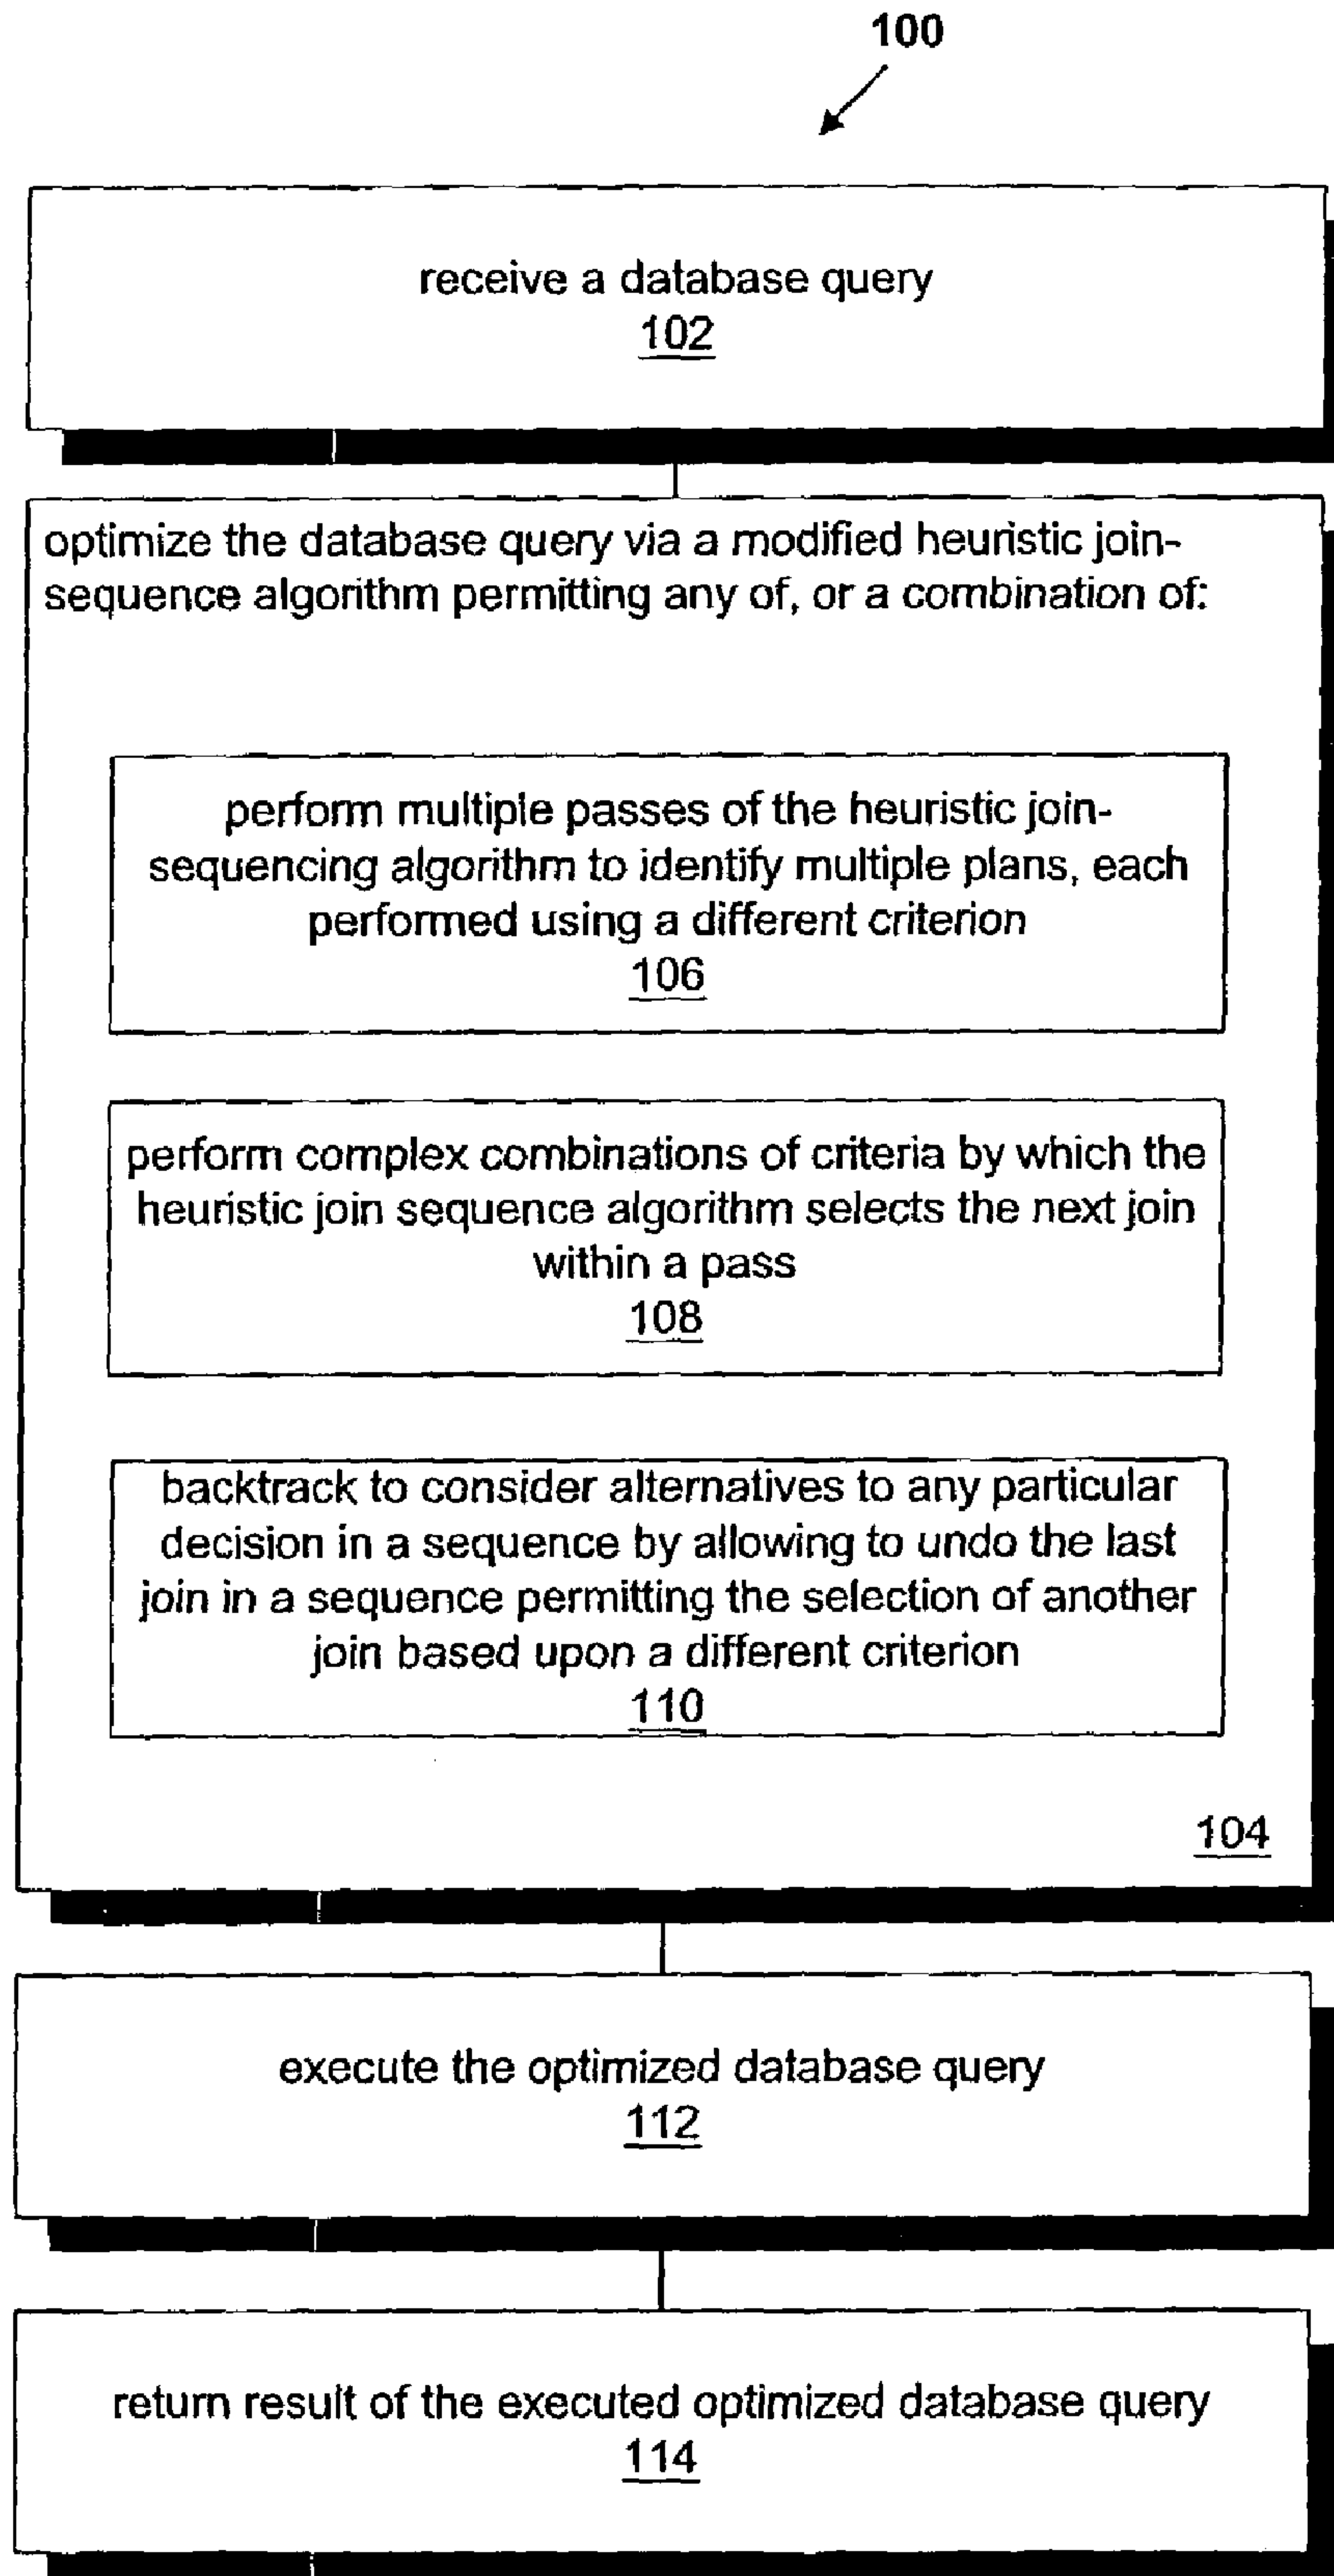 100
receive a database query
102
optimize the database query via a modified heuristic join-
sequence algorithm permitting any of, or a combination of:
perform multiple passes of the heuristic join-
sequencing algorithm to identify multiple plans, each
performed using a different criterion
106
perform complex combinations of criteria by which the
heuristic join sequence algorithm selects the next join
within a pass
108
backtrack to consider alternatives to any particular
decision in a sequence by allowing to undo the last
join in a sequence permitting the selection of another
join based upon a different criterion
110
104
execute the optimized database query
112
return result of the executed optimized database query
114